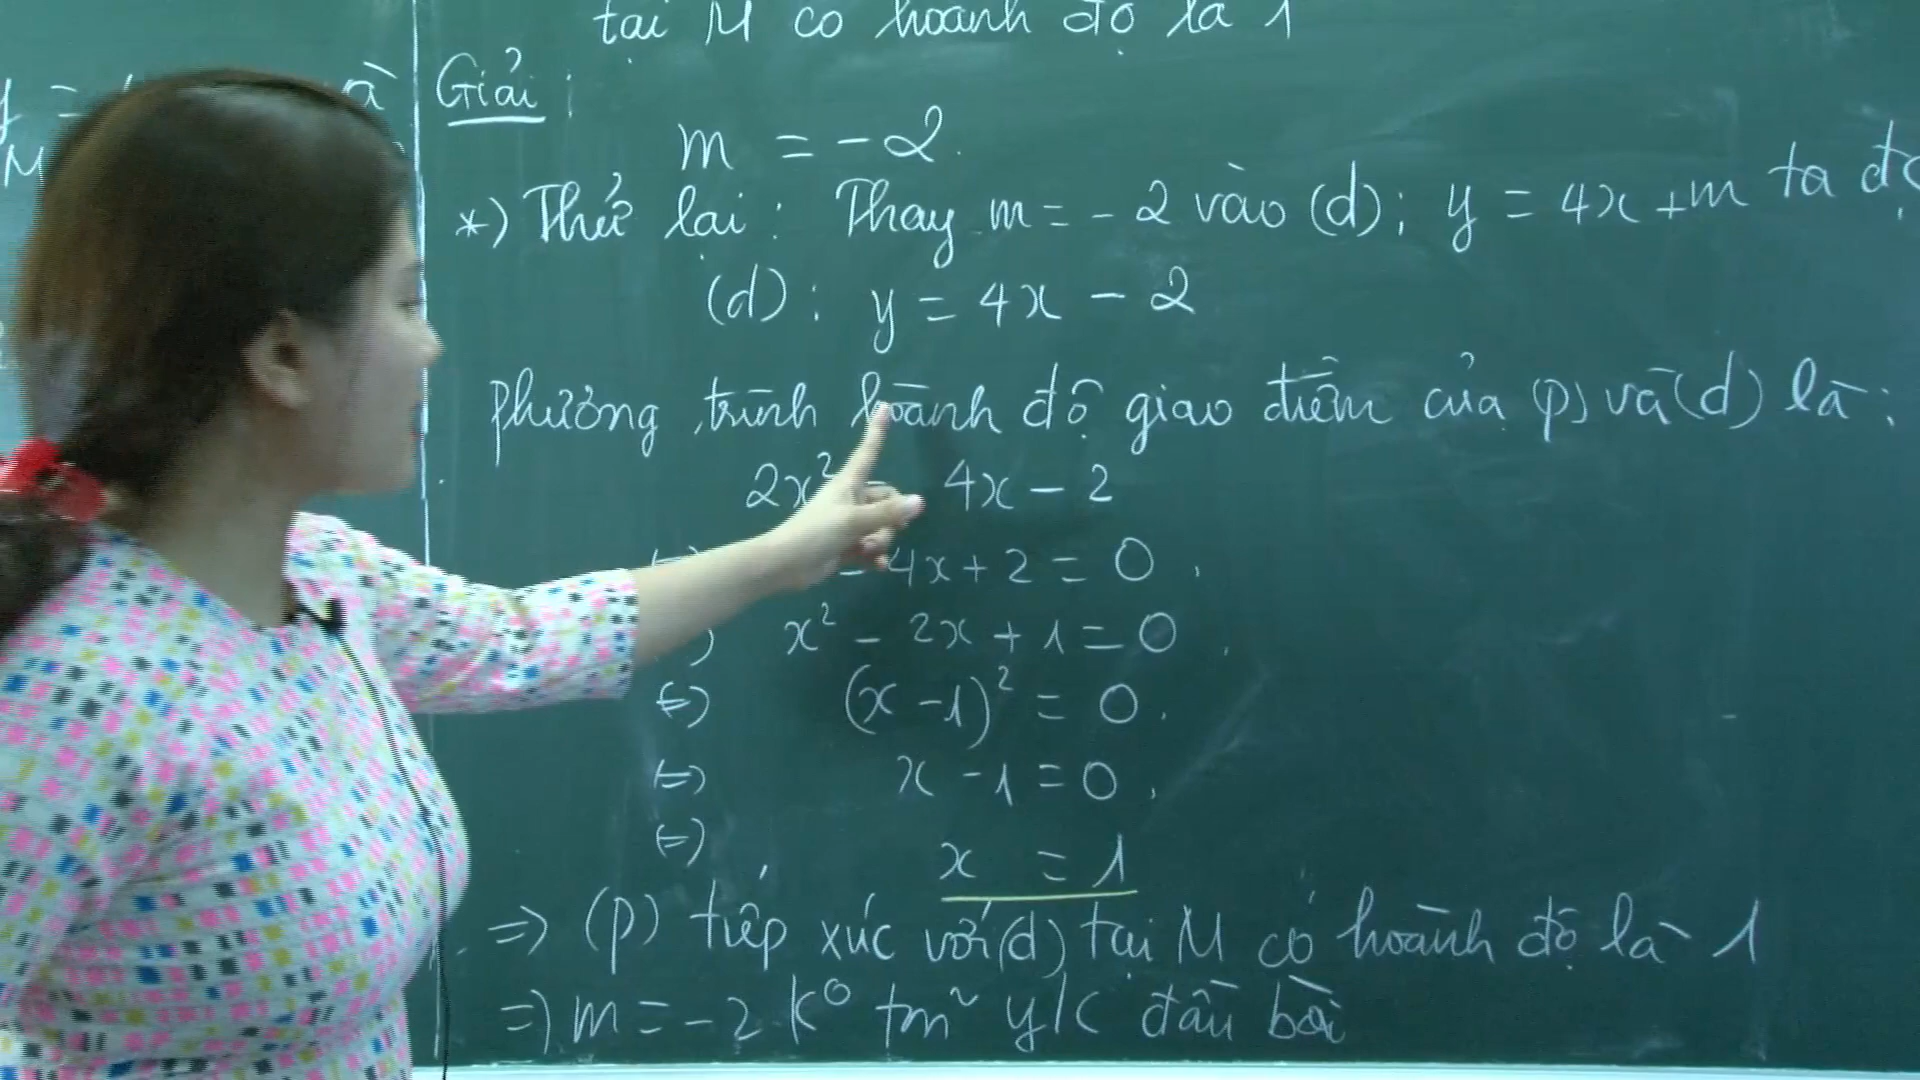 tại M có hoành độ là 1
y =
à
M
Giải:
m = -2.
*) Thử lại: Thay m = -2 vào (d); y = 4x + m ta
(d): y = 4x - 2
phương trình hoành độ giao điểm của (p) và (d) là:
2x² = 4x - 2
- 4x + 2 = 0.
x² - 2x + 1 = 0.
⇔ (x - 1)² = 0.
⇔ x - 1 = 0.
⇔ x = 1
⇒ (p) tiếp xúc với (d) tại M có hoành độ là 1
⇒ m = -2 k⁰ tm~ y/c đầu bài